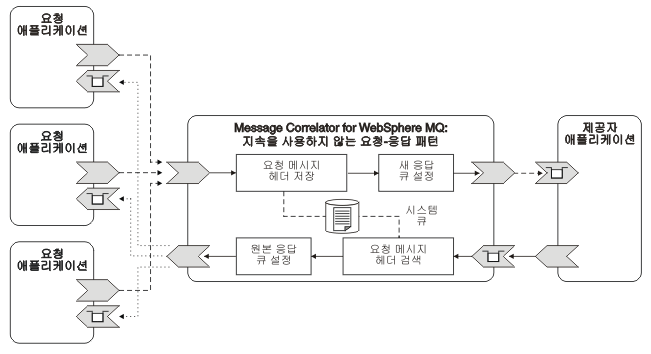 요청
애플리케이션
요청
애플리케이션
요청
애플리케이션
Message Correlator for WebSphere MQ:
지속을 사용하지 않는 요청-응답 패턴
요청 메시지
헤더 저장
새 응답
큐 설정
시스템
큐
원본 응답
큐 설정
요청 메시지
헤더 검색
제공자
애플리케이션